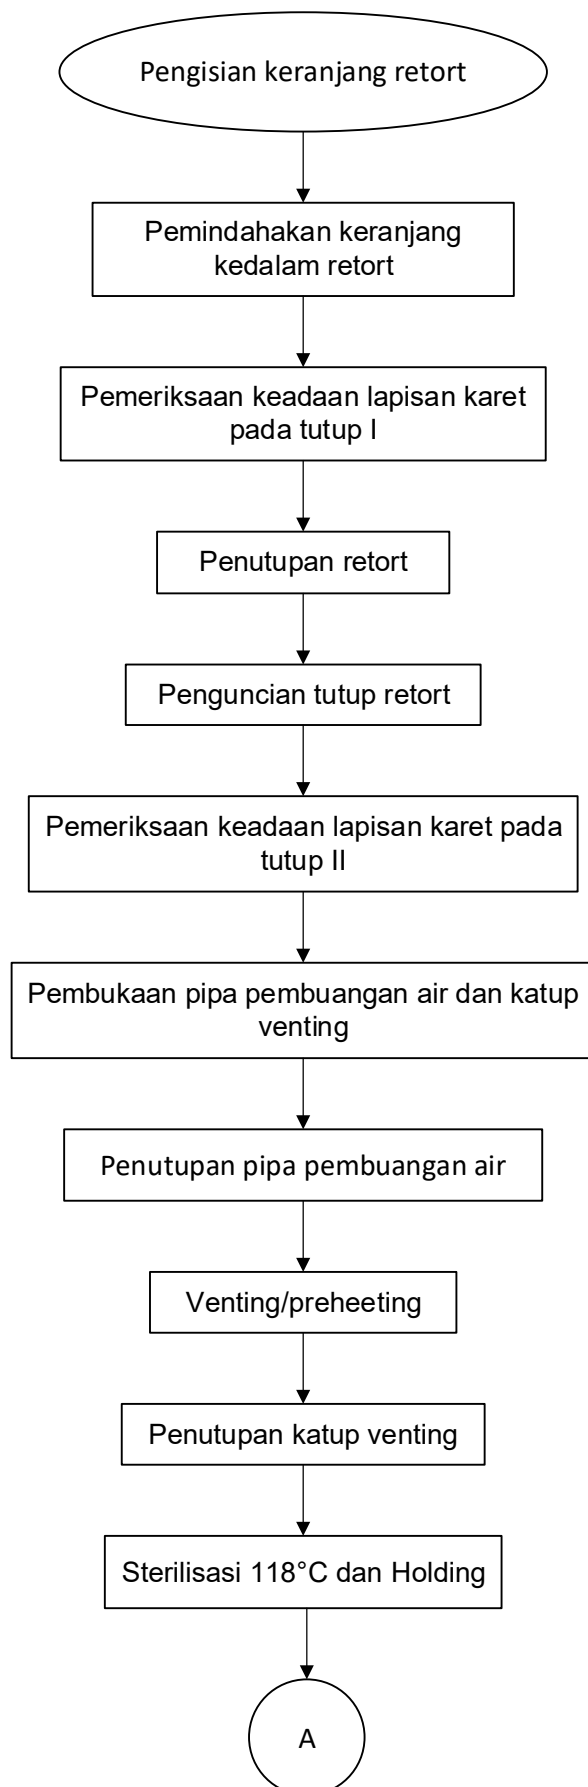 Pengisian keranjang retort
Pemindahakan keranjang
kedalam retort
Pemeriksaan keadaan lapisan karet
pada tutup I
Penutupan retort
Penguncian tutup retort
Pemeriksaan keadaan lapisan karet pada
tutup II
Pembukaan pipa pembuangan air dan katup
venting
Penutupan pipa pembuangan air
Venting/preheeting
Penutupan katup venting
Sterilisasi 118°C dan Holding
A